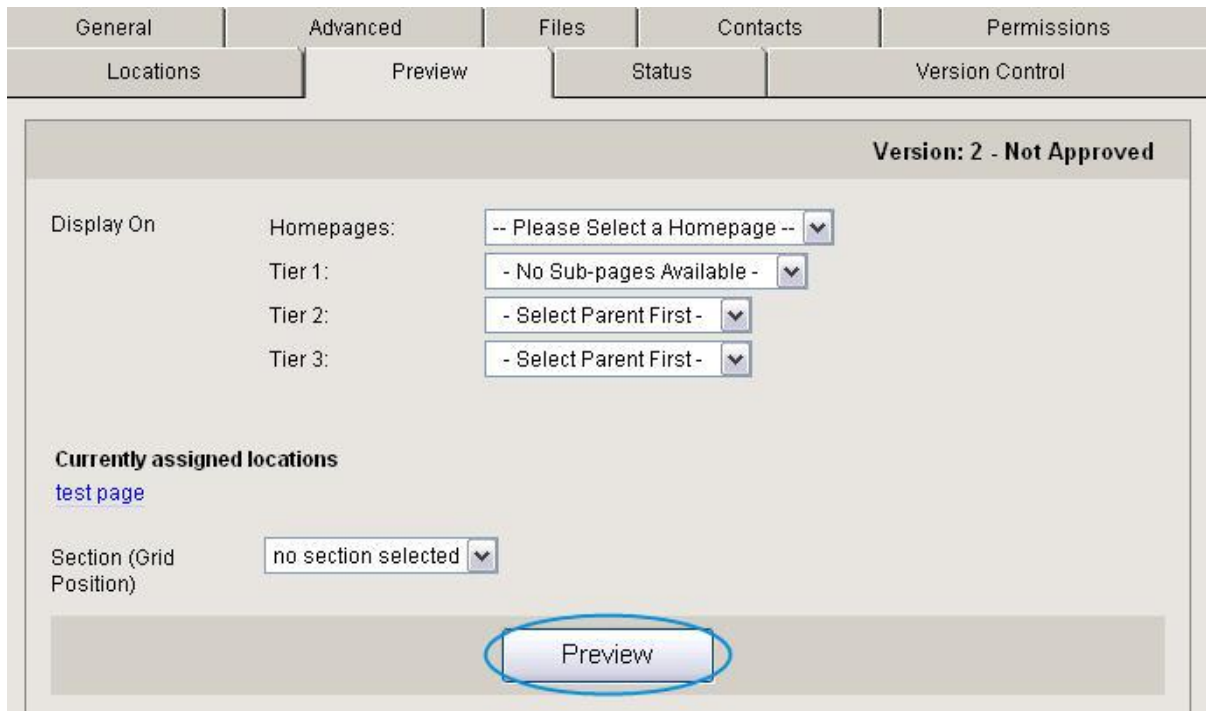 General Advanced Files Contacts Permissions
Locations Preview Status Version Control
Version: 2 - Not Approved
Display On Homepages: -- Please Select a Homepage --
Tier 1: - No Sub-pages Available -
Tier 2: - Select Parent First -
Tier 3: - Select Parent First -
Currently assigned locations
test page
Section (Grid no section selected
Position)
Preview